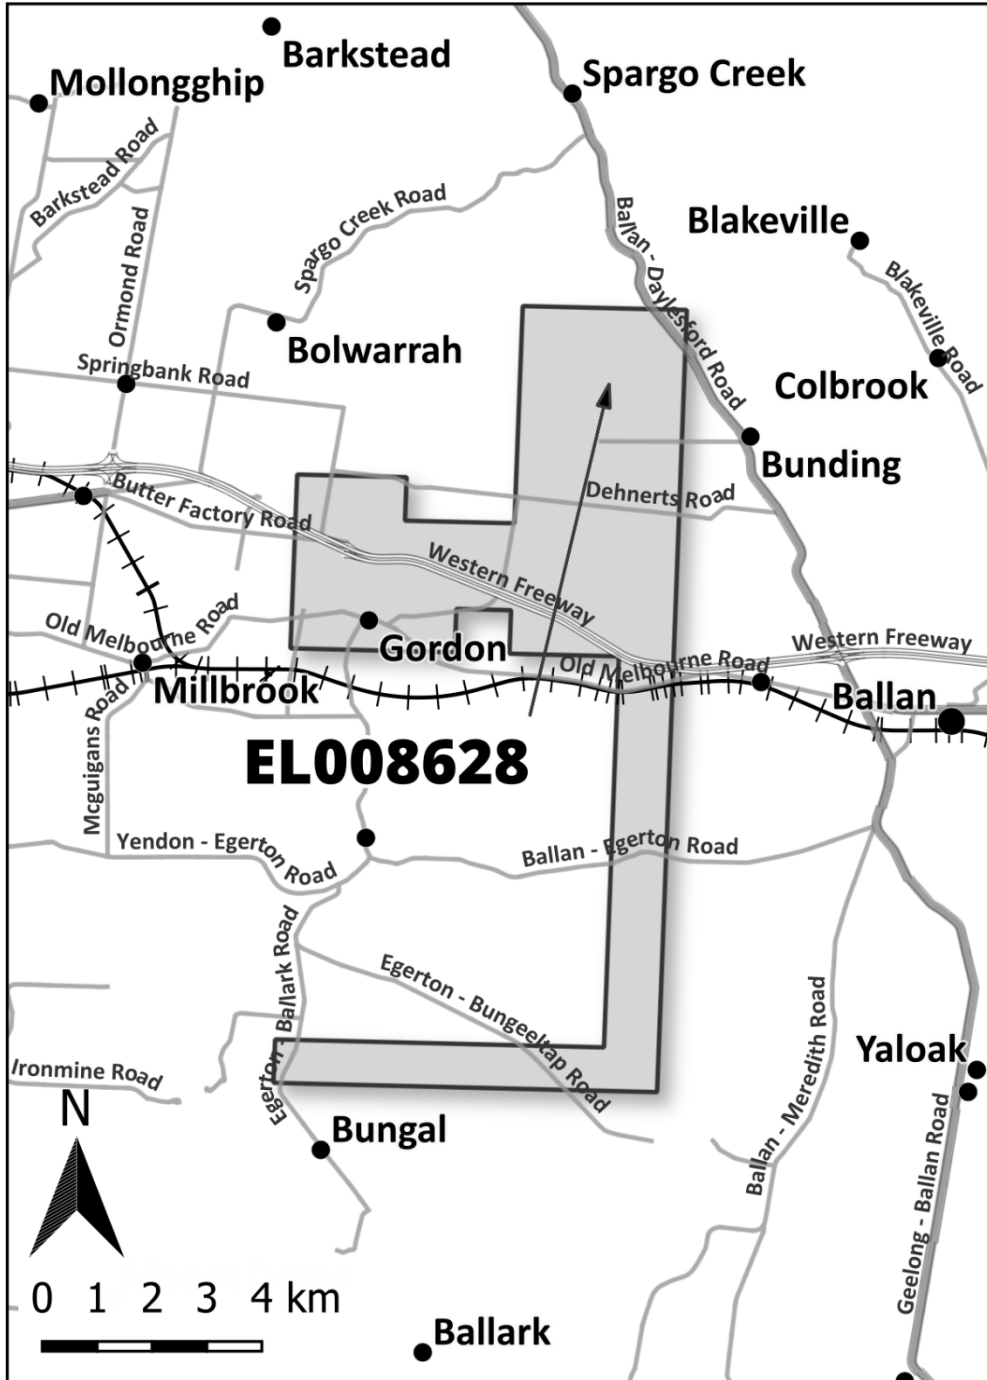 Barkstead
Mollongghip
Spargo Creek
Barkstead Road
Spargo Creek Road
Ormond Road
Ballan - Daylesford Road
Blakeville
Blakeville Road
Bolwarrah
Springbank Road
Colbrook
Bunding
Butter Factory Road
Dehnerts Road
Western Freeway
Old Melbourne Road
Gordon
Western Freeway
Old Melbourne Road
Millbrook
Ballan
Mcguigans Road
EL008628
Yendon - Egerton Road
Ballan - Egerton Road
Egerton - Ballark Road
Egerton - Bungeeltap Road
Ballan - Meredith Road
Yaloak
Ironmine Road
N
Bungal
Geelong - Ballan Road
0 1 2 3 4 km
Ballark